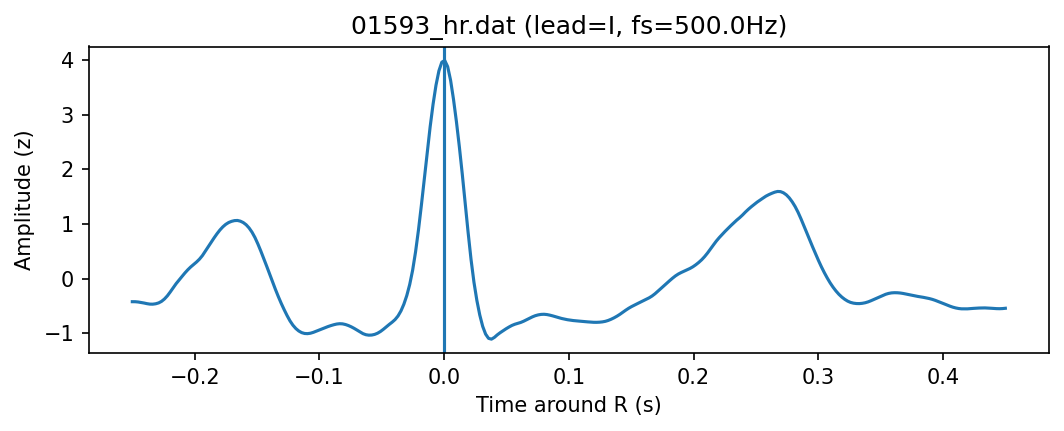 01593_hr.dat (lead=I, fs=500.0Hz)
Amplitude (z)
4
3
2
1
0
−1
−0.2 −0.1 0.0 0.1 0.2 0.3 0.4
Time around R (s)